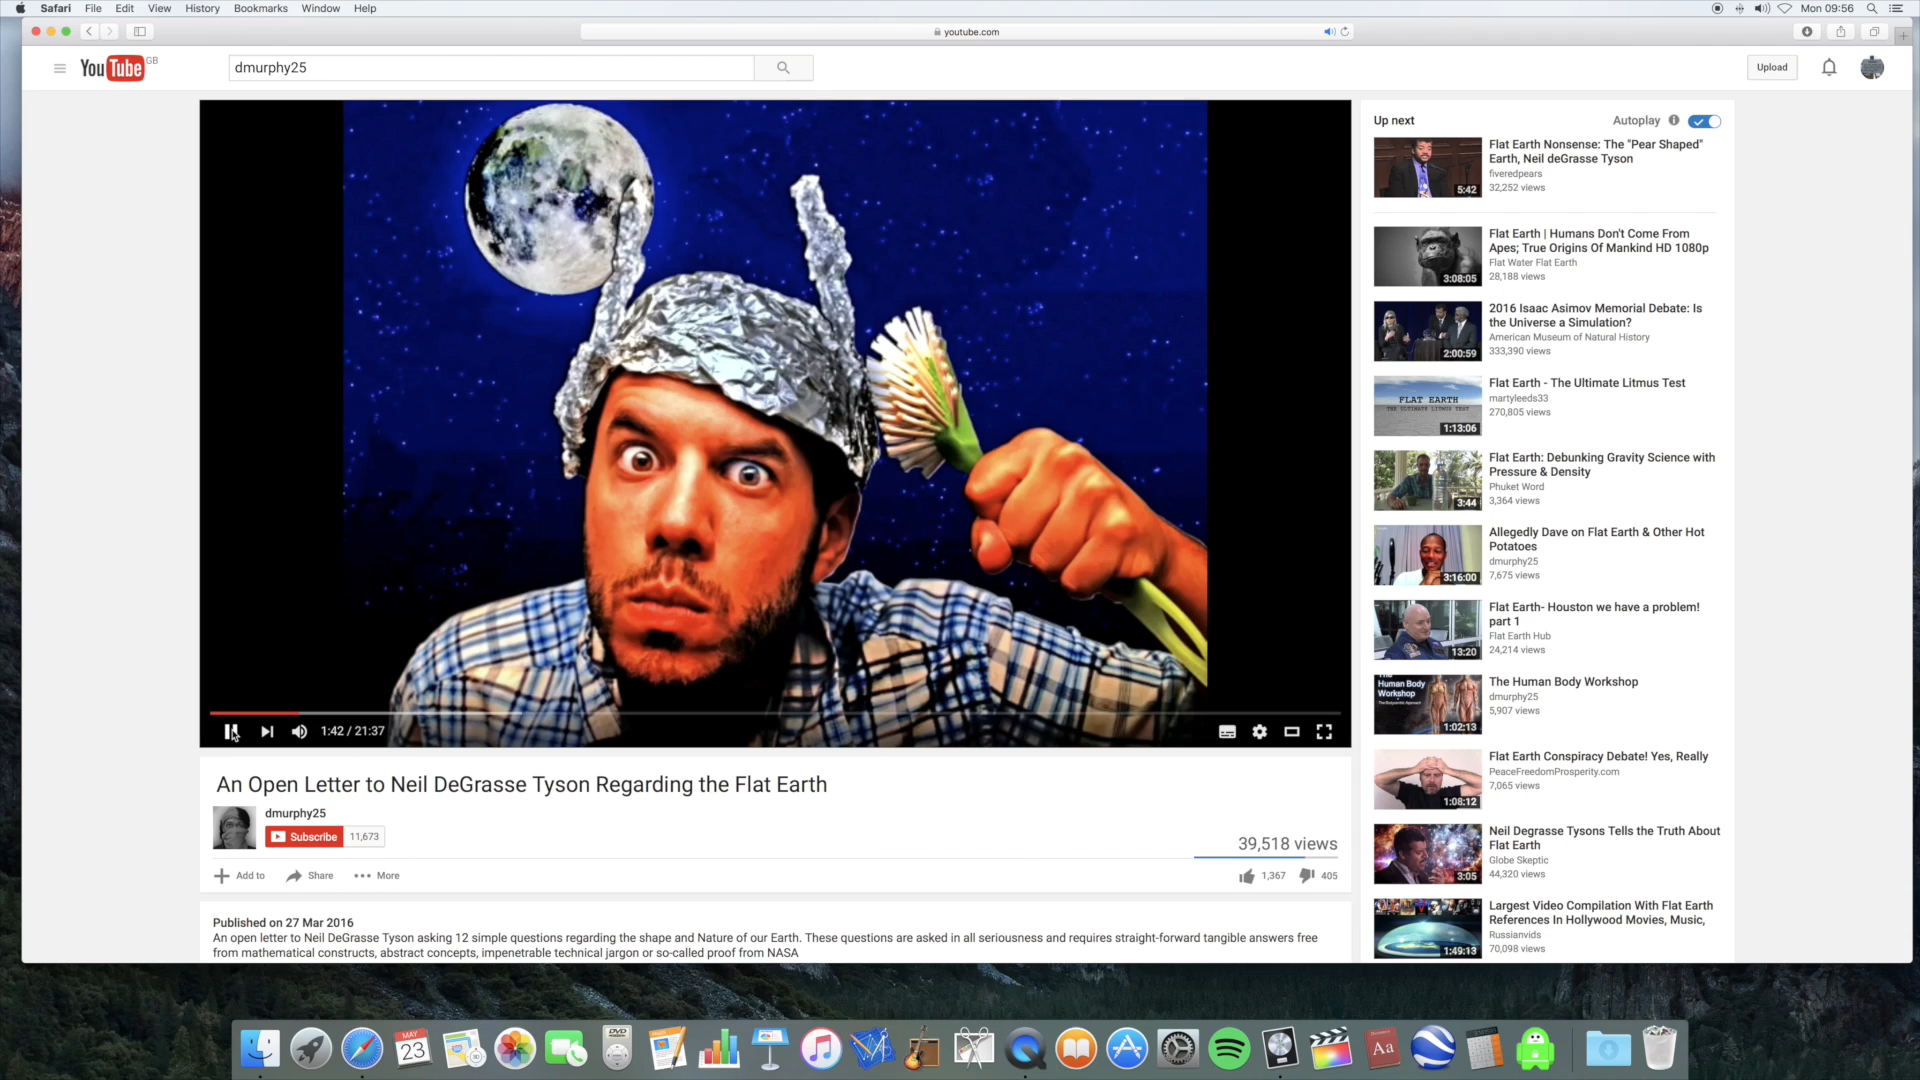 Safari File Edit View History Bookmarks Window Help
Mon 09:56
youtube.com
YouTube GB
dmurphy25
Upload
1:42 / 21:37
An Open Letter to Neil DeGrasse Tyson Regarding the Flat Earth
dmurphy25
Subscribe 11,673
39,518 views
Add to Share More
1,367 405
Published on 27 Mar 2016
An open letter to Neil DeGrasse Tyson asking 12 simple questions regarding the shape and Nature of our Earth. These questions are asked in all seriousness and requires straight-forward tangible answers free
from mathematical constructs, abstract concepts, impenetrable technical jargon or so-called proof from NASA
Up next
Autoplay
5:42
Flat Earth Nonsense: The "Pear Shaped"
Earth, Neil deGrasse Tyson
fiveredpears
32,252 views
3:08:05
Flat Earth | Humans Don't Come From
Apes; True Origins Of Mankind HD 1080p
Flat Water Flat Earth
28,188 views
2:00:59
2016 Isaac Asimov Memorial Debate: Is
the Universe a Simulation?
American Museum of Natural History
333,390 views
FLAT EARTH
THE ULTIMATE LITMUS TEST
1:13:06
Flat Earth - The Ultimate Litmus Test
martyleeds33
270,805 views
3:44
Flat Earth: Debunking Gravity Science with
Pressure & Density
Phuket Word
3,364 views
3:16:00
Allegedly Dave on Flat Earth & Other Hot
Potatoes
dmurphy25
7,675 views
13:20
Flat Earth- Houston we have a problem!
part 1
Flat Earth Hub
24,214 views
Human Body
Workshop
1:02:13
The Human Body Workshop
dmurphy25
5,907 views
1:08:12
Flat Earth Conspiracy Debate! Yes, Really
PeaceFreedomProsperity.com
7,065 views
3:05
Neil Degrasse Tysons Tells the Truth About
Flat Earth
Globe Skeptic
44,320 views
1:49:13
Largest Video Compilation With Flat Earth
References In Hollywood Movies, Music,
Russianvids
70,098 views
MAY
23
DVD
Aa